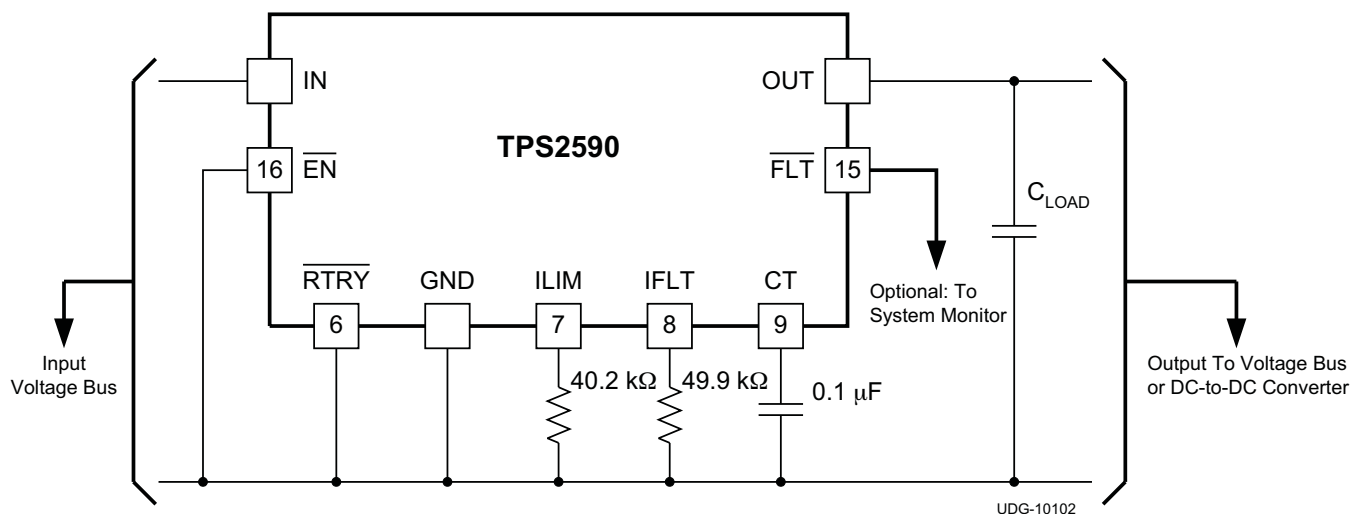 IN
OUT
TPS2590
16
EN
FLT
15
C_LOAD
RTRY
GND
ILIM
IFLT
CT
Optional: To
System Monitor
6
7
8
9
Input
Voltage Bus
40.2 kΩ
49.9 kΩ
0.1 μF
Output To Voltage Bus
or DC-to-DC Converter
UDG-10102